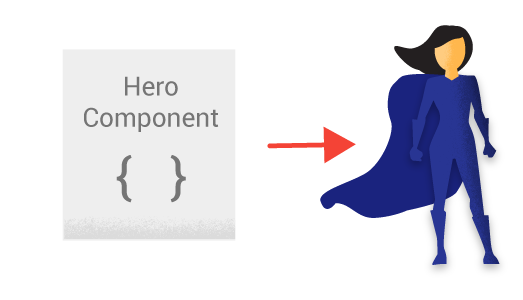 Hero
Component
{ }